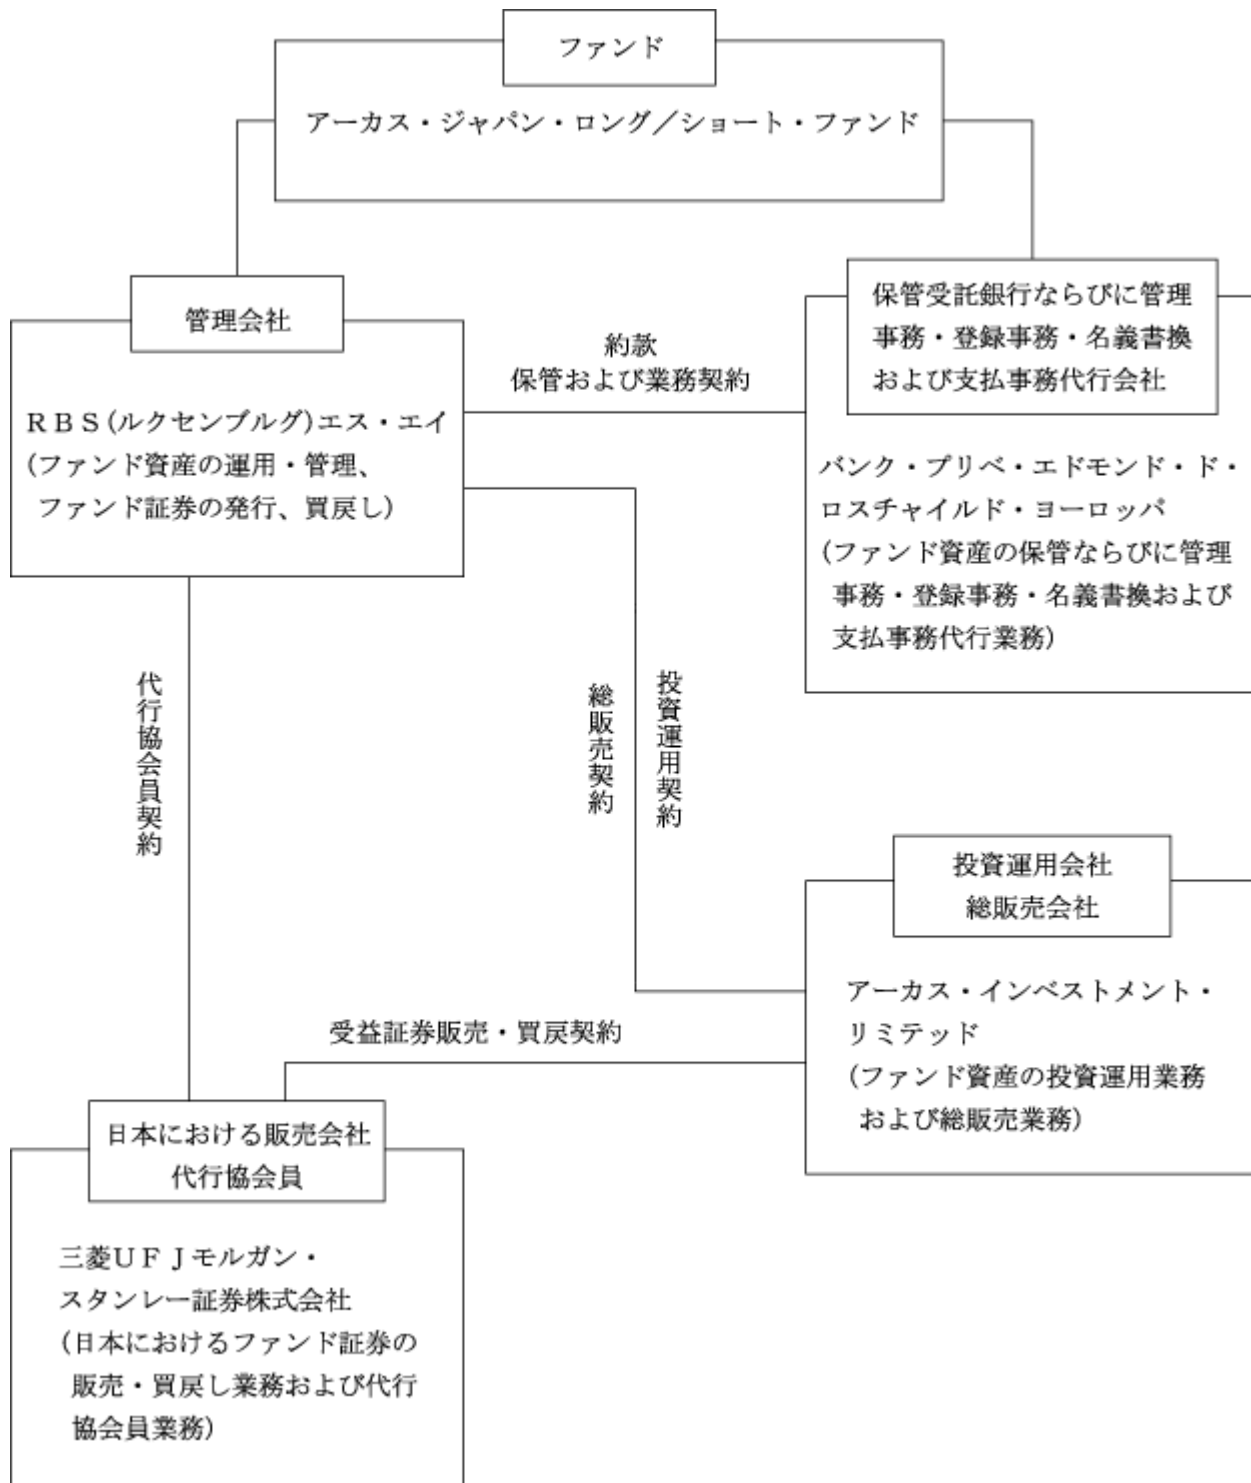 ファンド
アーカス・ジャパン・ロング／ショート・ファンド
管理会社
ＲＢＳ(ルクセンブルグ)エス・エイ
(ファンド資産の運用・管理、
ファンド証券の発行、買戻し)
約款
保管および業務契約
保管受託銀行ならびに管理
事務・登録事務・名義書換
および支払事務代行会社
バンク・プリベ・エドモンド・ド・
ロスチャイルド・ヨーロッパ
(ファンド資産の保管ならびに管理
事務・登録事務・名義書換および
支払事務代行業務)
代行協会員契約
総販売契約
投資運用契約
投資運用会社
総販売会社
アーカス・インベストメント・
リミテッド
(ファンド資産の投資運用業務
および総販売業務)
受益証券販売・買戻契約
日本における販売会社
代行協会員
三菱ＵＦＪモルガン・
スタンレー証券株式会社
(日本におけるファンド証券の
販売・買戻し業務および代行
協会員業務)